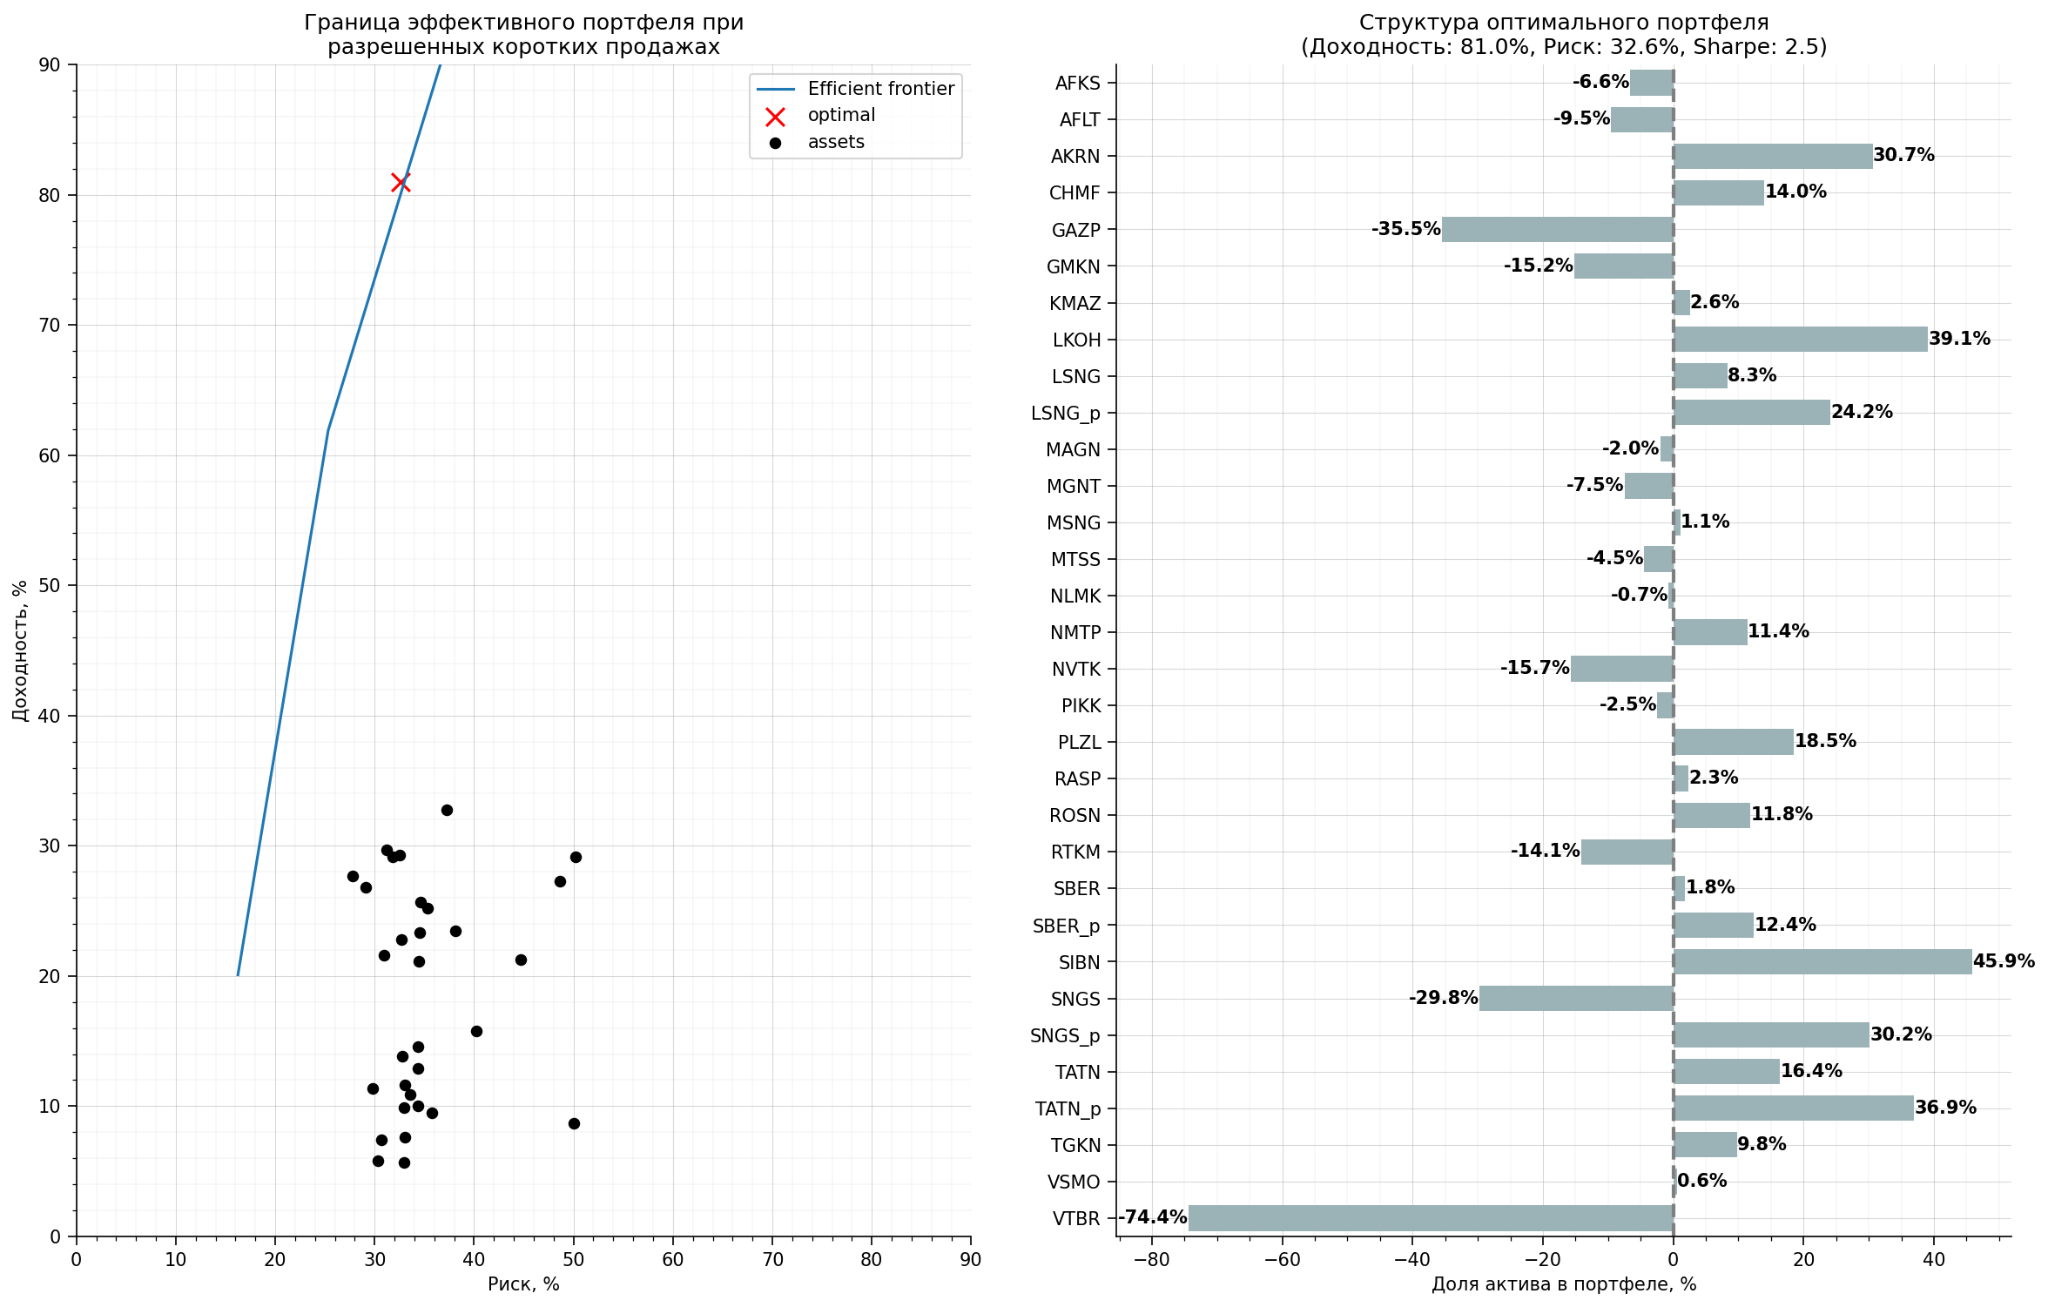 Граница эффективного портфеля при
разрешенных коротких продажах
90
80
70
60
50
40
30
20
10
0
Доходность, %
0 10 20 30 40 50 60 70 80 90
Риск, %
Efficient frontier
optimal
assets
Структура оптимального портфеля
(Доходность: 81.0%, Риск: 32.6%, Sharpe: 2.5)
AFKS -6.6%
AFLT -9.5%
AKRN 30.7%
CHMF 14.0%
GAZP -35.5%
GMKN -15.2%
KMAZ 2.6%
LKOH 39.1%
LSNG 8.3%
LSNG_p 24.2%
MAGN -2.0%
MGNT -7.5%
MSNG 1.1%
MTSS -4.5%
NLMK -0.7%
NMTP 11.4%
NVTK -15.7%
PIKK -2.5%
PLZL 18.5%
RASP 2.3%
ROSN 11.8%
RTKM -14.1%
SBER 1.8%
SBER_p 12.4%
SIBN 45.9%
SNGS -29.8%
SNGS_p 30.2%
TATN 16.4%
TATN_p 36.9%
TGKN 9.8%
VSMO 0.6%
VTBR -74.4%
−80 −60 −40 −20 0 20 40
Доля актива в портфеле, %